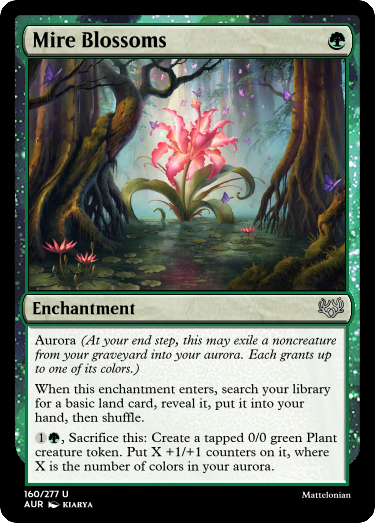 Mire Blossoms
Enchantment
Aurora (At your end step, this may exile a noncreature
from your graveyard into your aurora. Each grants up
to one of its colors.)
When this enchantment enters, search your library
for a basic land card, reveal it, put it into your
hand, then shuffle.
1, Sacrifice this: Create a tapped 0/0 green Plant
creature token. Put X +1/+1 counters on it, where
X is the number of colors in your aurora.
160/277 U
AUR KIARYA
Mattelonian